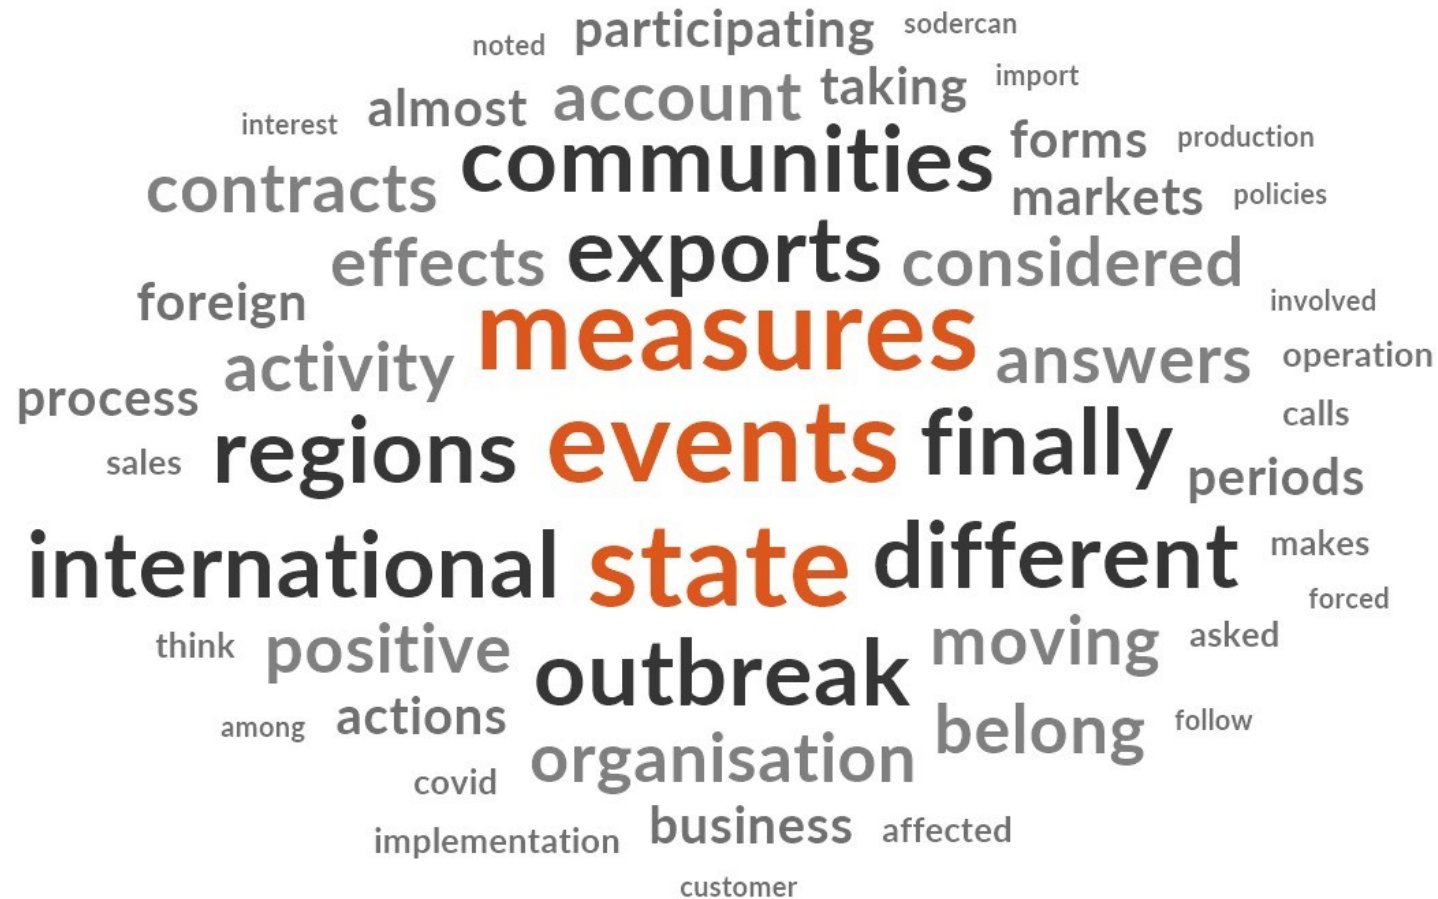 noted participating sodercan
interest almost account taking import
contracts communities forms production
markets policies
foreign effects exports considered
involved
process activity measures answers operation
calls
sales regions events finally periods
international state different makes
forced
think positive outbreak moving asked
among actions organisation belong follow
covid
implementation business affected
customer